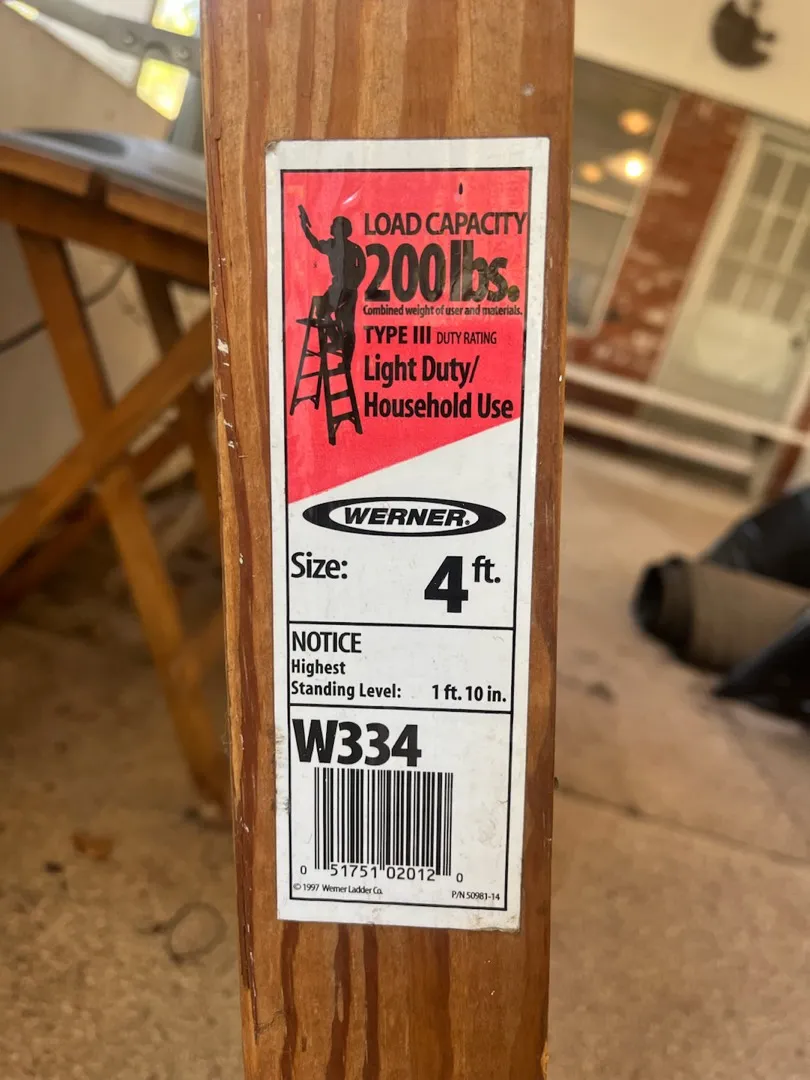 LOAD CAPACITY
200 lbs.
Combined weight of user and materials.
TYPE III DUTY RATING
Light Duty/
Household Use
WERNER®
Size: 4 ft.
NOTICE
Highest
Standing Level: 1 ft. 10 in.
W334
0 51751 02012 0
© 1997 Werner Ladder Co. P/N 50981-14